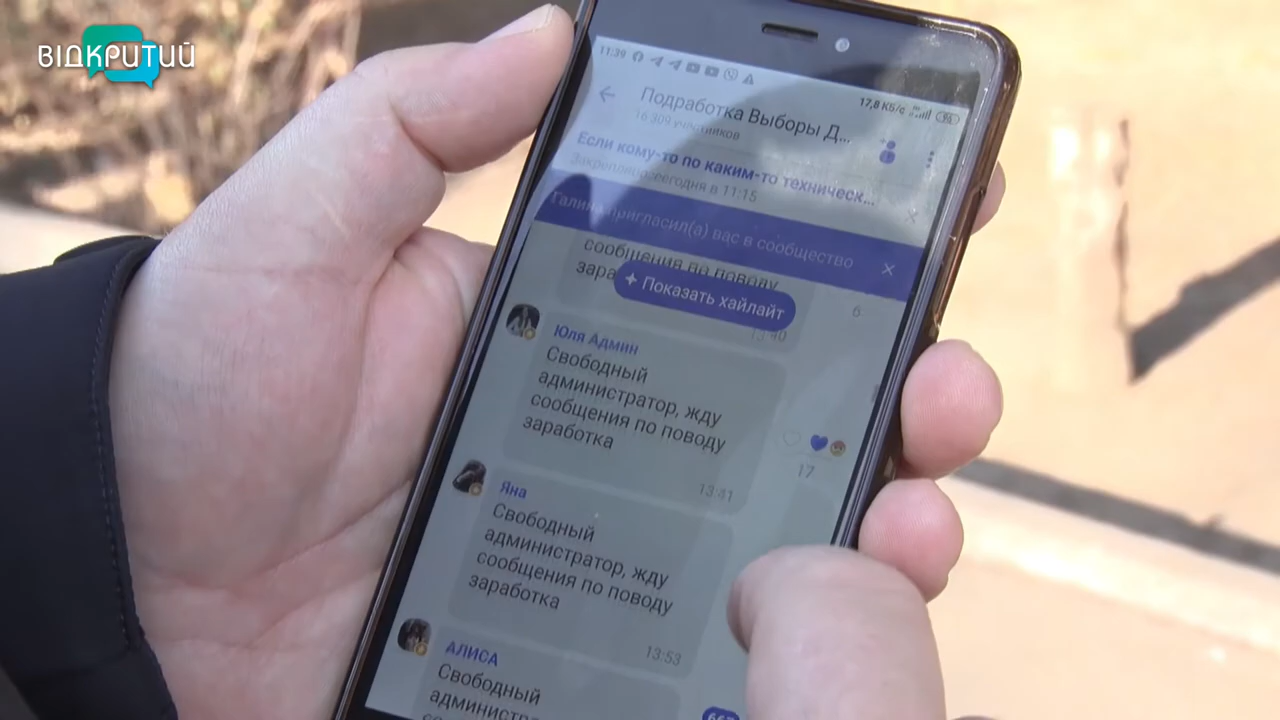 ВІДКРИТИЙ
11:39
17,8 КБ/с
Подработка Выборы Д...
16 309 участников
Если кому-то по каким-то техническ...
Закреплено сегодня в 11:15
Галина пригласил(а) вас в сообщество
сообщения по поводу
зара
Показать хайлайт
6
13:40
Юля Админ
Свободный
администратор, жду
сообщения по поводу
заработка
17
13:41
Яна
Свободный
администратор, жду
сообщения по поводу
заработка
13:53
АЛИСА
Свободный